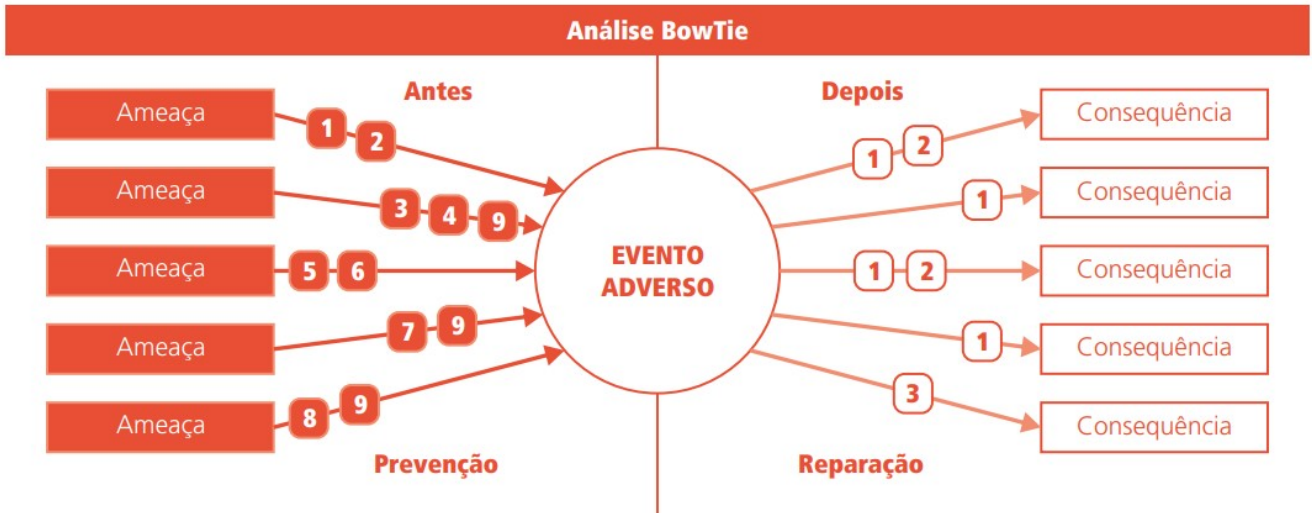 Análise BowTie
Antes
Depois
Ameaça
1 2
1 2
Consequência
Ameaça
3 4 9
1
Consequência
Ameaça
5 6
EVENTO
ADVERSO
1 2
Consequência
Ameaça
7 9
1
Consequência
Ameaça
8 9
3
Consequência
Prevenção
Reparação